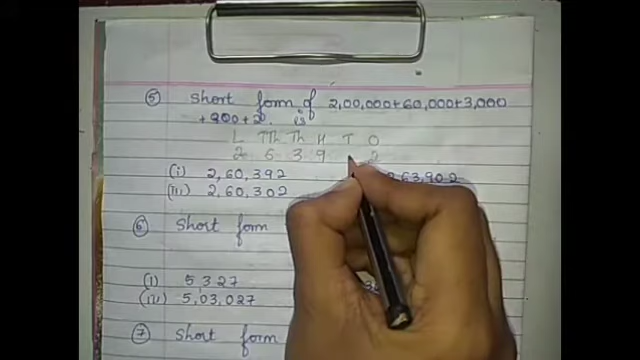 ⑤ Short form of 2,00,000+60,000+3,000
+900+2 is
L TTh Th H T O
2 6 3 9 2
(i) 2,60,392 2,63,902
(iii) 2,60,302
⑥ Short form
(i) 5,327
(iv) 5,03,027
⑦ Short form